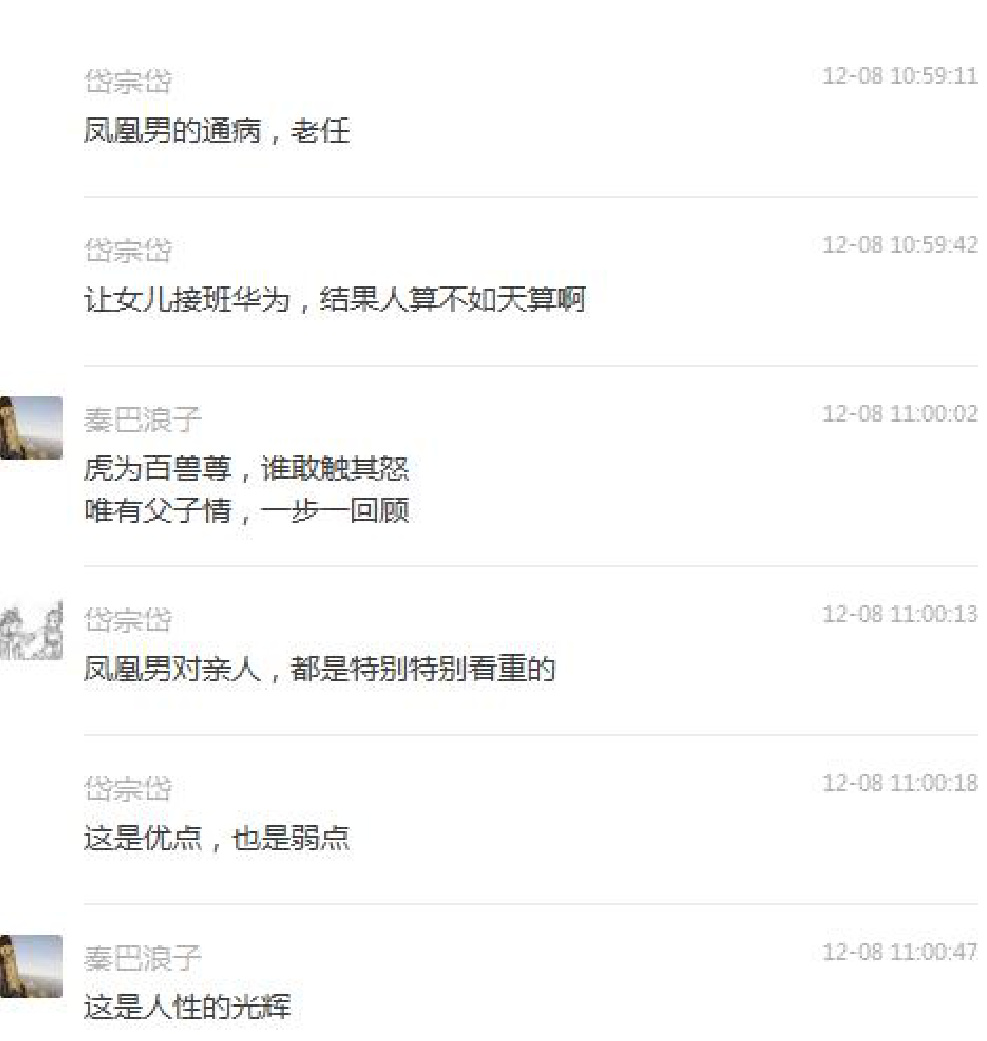 岱宗岱
12-08 10:59:11
凤凰男的通病，老任
岱宗岱
12-08 10:59:42
让女儿接班华为，结果人算不如天算啊
秦巴浪子
12-08 11:00:02
虎为百兽尊，谁敢触其怒
唯有父子情，一步一回顾
岱宗岱
12-08 11:00:13
凤凰男对亲人，都是特别特别看重的
岱宗岱
12-08 11:00:18
这是优点，也是弱点
秦巴浪子
12-08 11:00:47
这是人性的光辉